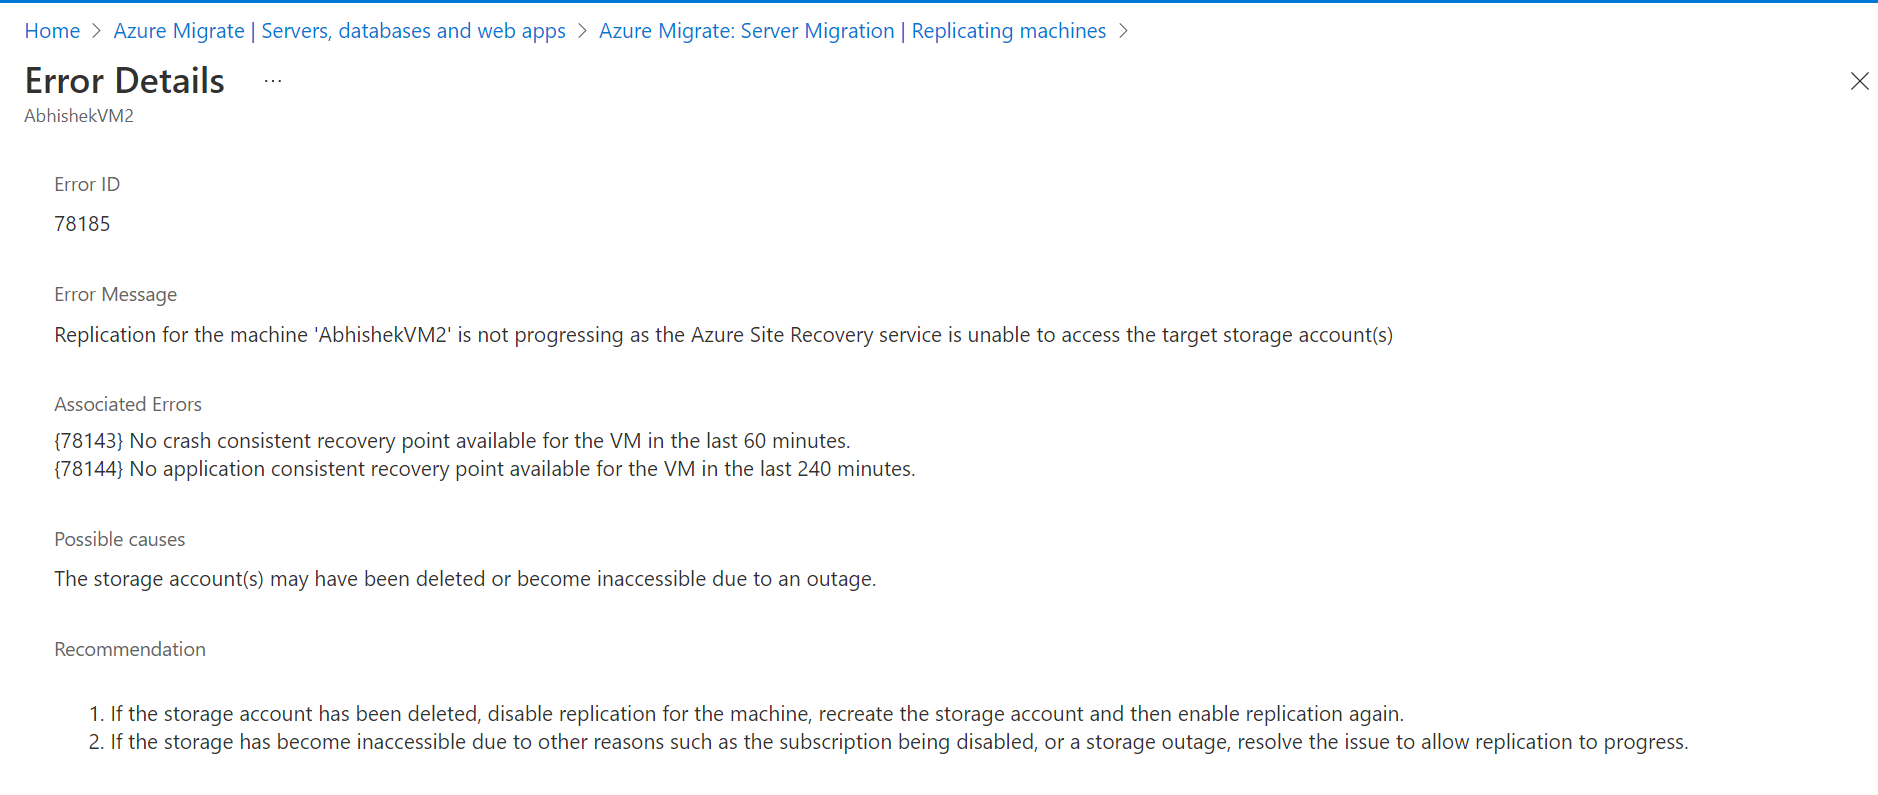 Home > Azure Migrate | Servers, databases and web apps > Azure Migrate: Server Migration | Replicating machines >
Error Details ...
AbhishekVM2
Error ID
78185
Error Message
Replication for the machine 'AbhishekVM2' is not progressing as the Azure Site Recovery service is unable to access the target storage account(s)
Associated Errors
{78143} No crash consistent recovery point available for the VM in the last 60 minutes.
{78144} No application consistent recovery point available for the VM in the last 240 minutes.
Possible causes
The storage account(s) may have been deleted or become inaccessible due to an outage.
Recommendation
1. If the storage account has been deleted, disable replication for the machine, recreate the storage account and then enable replication again.
2. If the storage has become inaccessible due to other reasons such as the subscription being disabled, or a storage outage, resolve the issue to allow replication to progress.